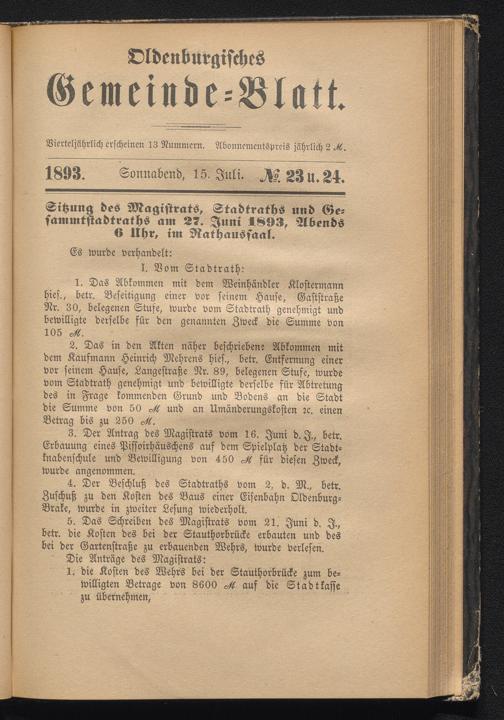 Oldenburgisches
Gemeinde-Blatt.
Vierteljährlich erscheinen 13 Nummern. Abonnementspreis jährlich 2 ℳ.
1893. Sonnabend, 15. Juli. № 23 u. 24.
Sitzung des Magistrats, Stadtraths und Ge-
sammtstadtraths am 27. Juni 1893, Abends
6 Uhr, im Rathaussaal.
Es wurde verhandelt:
I. Vom Stadtrath:
1. Das Abkommen mit dem Weinhändler Klostermann
hies., betr. Beseitigung einer vor seinem Hause, Gaststraße
Nr. 30, belegenen Stufe, wurde vom Stadtrath genehmigt und
bewilligte derselbe für den genannten Zweck die Summe von
105 ℳ.
2. Das in den Akten näher beschriebene Abkommen mit
dem Kaufmann Heinrich Mehrens hies., betr. Entfernung einer
vor seinem Hause, Langestraße Nr. 89, belegenen Stufe, wurde
vom Stadtrath genehmigt und bewilligte derselbe für Abtretung
des in Frage kommenden Grund und Bodens an die Stadt
die Summe von 50 ℳ und an Umänderungskosten ꝛc. einen
Betrag bis zu 250 ℳ.
3. Der Antrag des Magistrats vom 16. Juni d. J., betr.
Erbauung eines Pissoirhäuschens auf dem Spielplatz der Stadt-
knabenschule und Bewilligung von 450 ℳ für diesen Zweck,
wurde angenommen.
4. Der Beschluß des Stadtraths vom 2. d. M., betr.
Zuschuß zu den Kosten des Baus einer Eisenbahn Oldenburg-
Brake, wurde in zweiter Lesung wiederholt.
5. Das Schreiben des Magistrats vom 21. Juni d. J.,
betr. die Kosten des bei der Stauthorbrücke erbauten und des
bei der Gartenstraße zu erbauenden Wehrs, wurde verlesen.
Die Anträge des Magistrats:
1. die Kosten des Wehrs bei der Stauthorbrücke zum be-
willigten Betrage von 8600 ℳ auf die Stadtkasse
zu übernehmen,